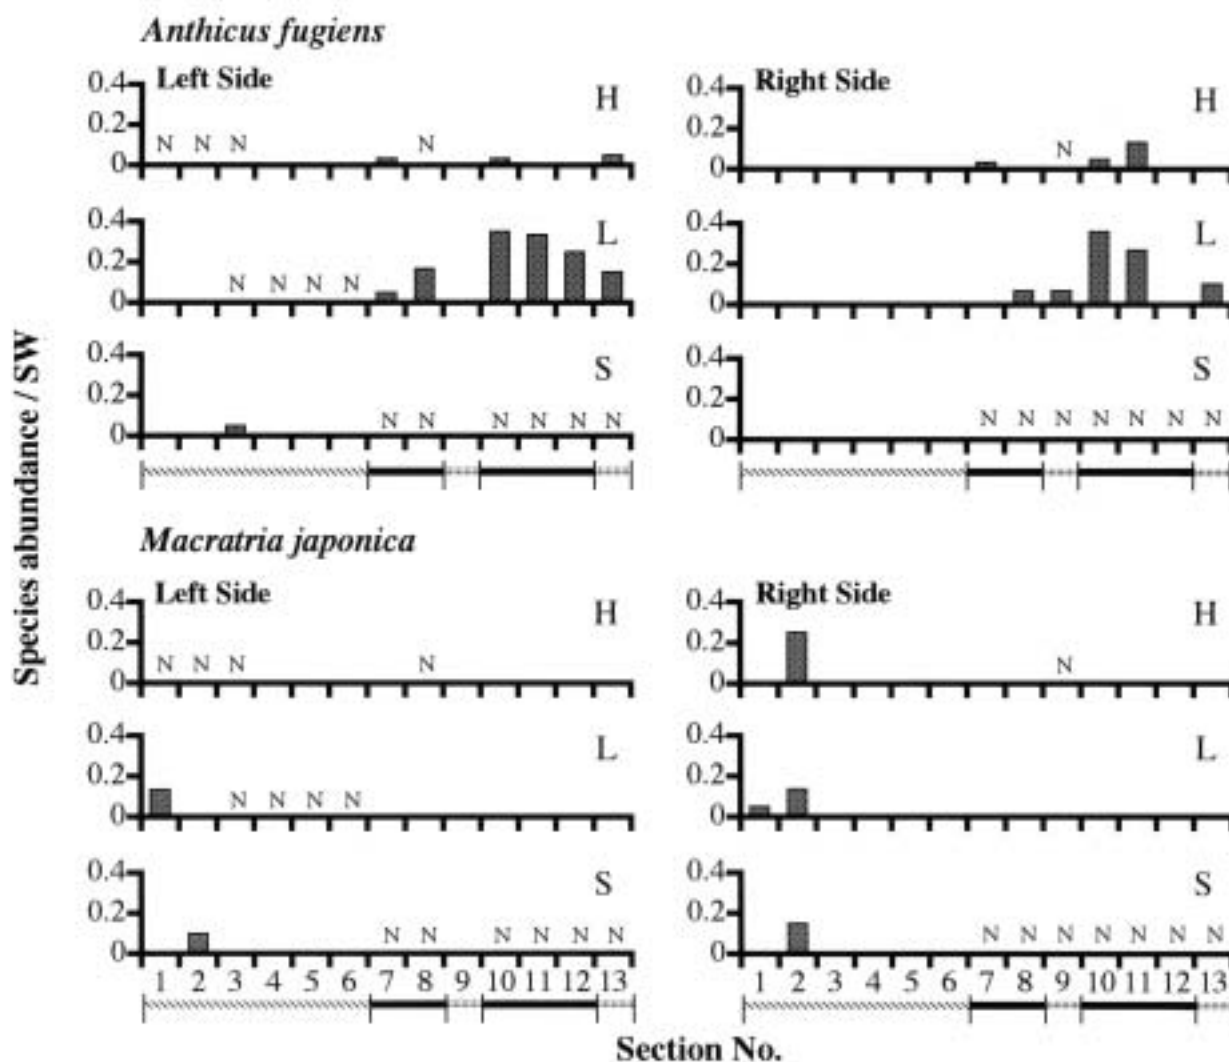 Anthicus fugiens
Left Side
H
0.4
0.2
0
N N N N
Right Side
H
0.4
0.2
0
N
L
0.4
0.2
0
N N N N
L
0.4
0.2
0
S
0.4
0.2
0
N N N N N N
S
0.4
0.2
0
N N N N N N N
Species abundance / SW
Macratria japonica
Left Side
H
0.4
0.2
0
N N N N
Right Side
H
0.4
0.2
0
N
L
0.4
0.2
0
N N N N
L
0.4
0.2
0
S
0.4
0.2
0
N N N N N N
1 2 3 4 5 6 7 8 9 10 11 12 13
S
0.4
0.2
0
N N N N N N N
1 2 3 4 5 6 7 8 9 10 11 12 13
Section No.